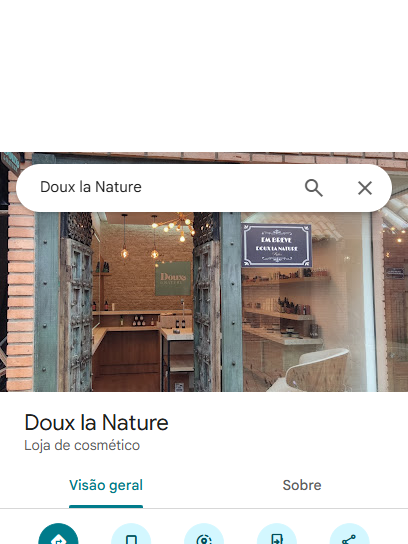 Doux la Nature
EM BREVE
DOUX LA NATURE
Doux
Doux la Nature
Loja de cosmético
Visão geral
Sobre